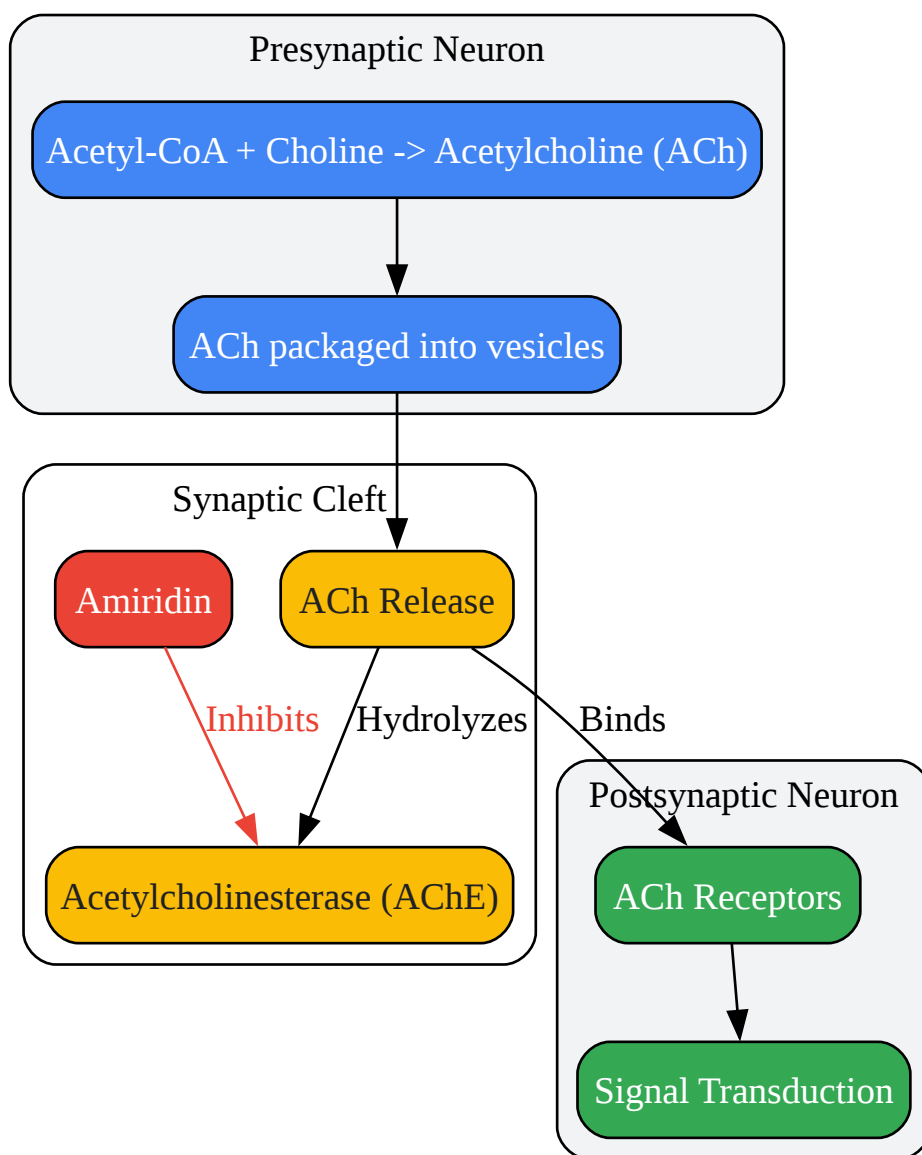 Presynaptic Neuron
Acetyl-CoA + Choline -> Acetylcholine (ACh)
ACh packaged into vesicles
Synaptic Cleft
Amiridin
ACh Release
Inhibits
Hydrolyzes
Binds
Postsynaptic Neuron
Acetylcholinesterase (AChE)
ACh Receptors
Signal Transduction